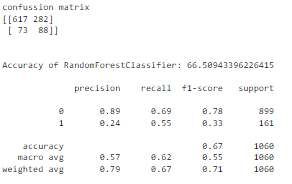 confussion matrix
[[617 282]
 [ 73  88]]
Accuracy of RandomForestClassifier: 66.50943396226415
precision recall f1-score support
0 0.89 0.69 0.78 899
1 0.24 0.55 0.33 161
accuracy 0.67 1060
macro avg 0.57 0.62 0.55 1060
weighted avg 0.79 0.67 0.71 1060